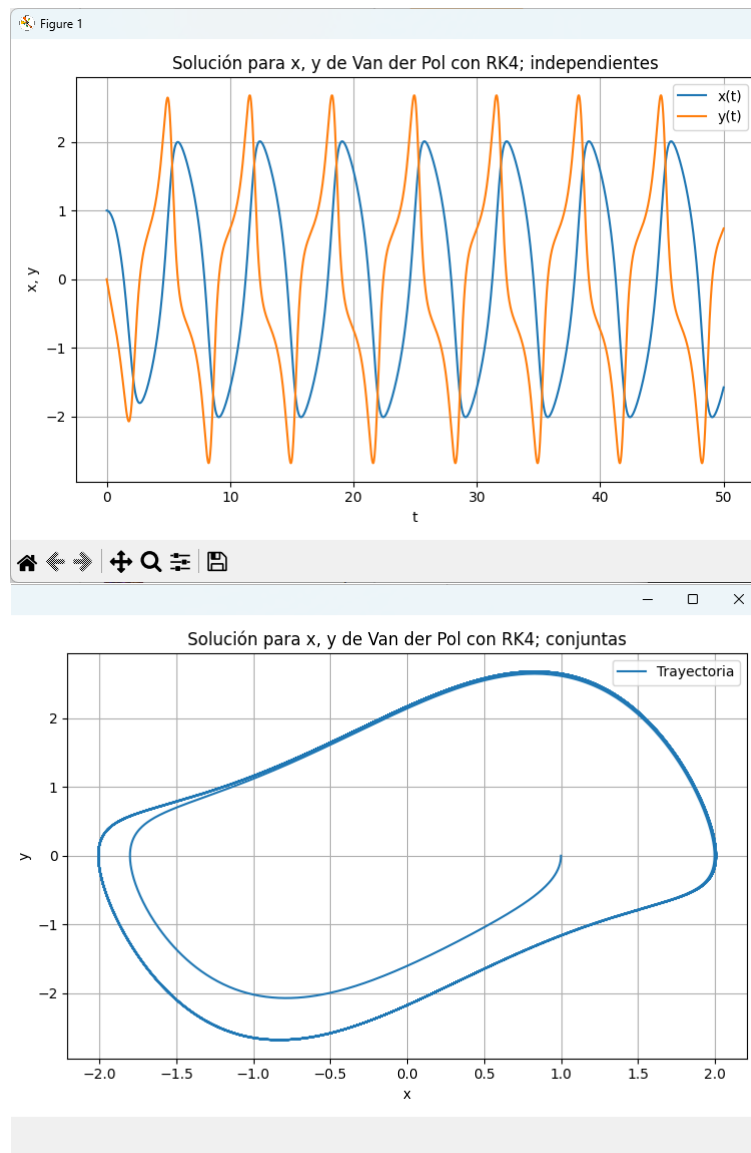 Figure 1
Solución para x, y de Van der Pol con RK4; independientes
x(t)
y(t)
2
1
0
−1
−2
x, y
0 10 20 30 40 50
t
Solución para x, y de Van der Pol con RK4; conjuntas
Trayectoria
2
1
0
−1
−2
y
−2.0 −1.5 −1.0 −0.5 0.0 0.5 1.0 1.5 2.0
x